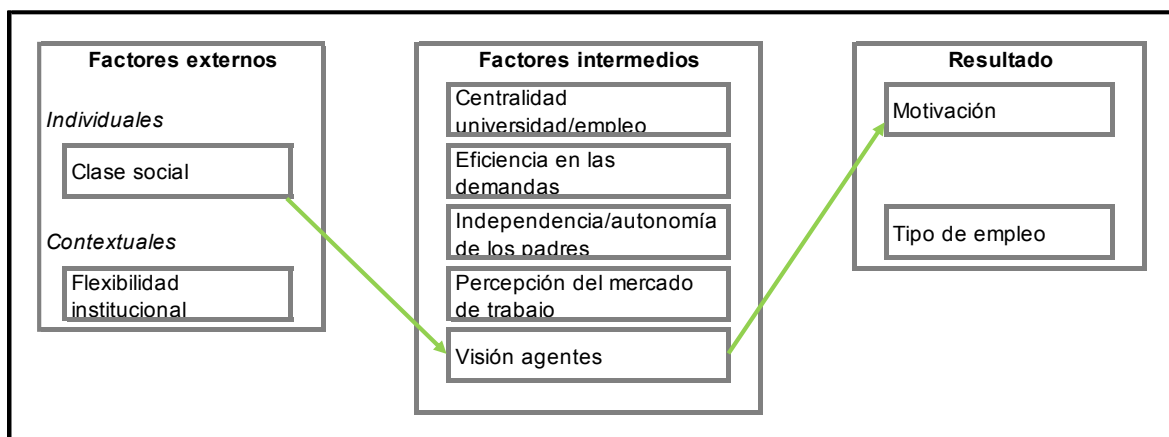 Factores externos
Individuales
Clase social
Contextuales
Flexibilidad
institucional
Factores intermedios
Centralidad
universidad/empleo
Eficiencia en las
demandas
Independencia/autonomía
de los padres
Percepción del mercado
de trabajo
Visión agentes
Resultado
Motivación
Tipo de empleo